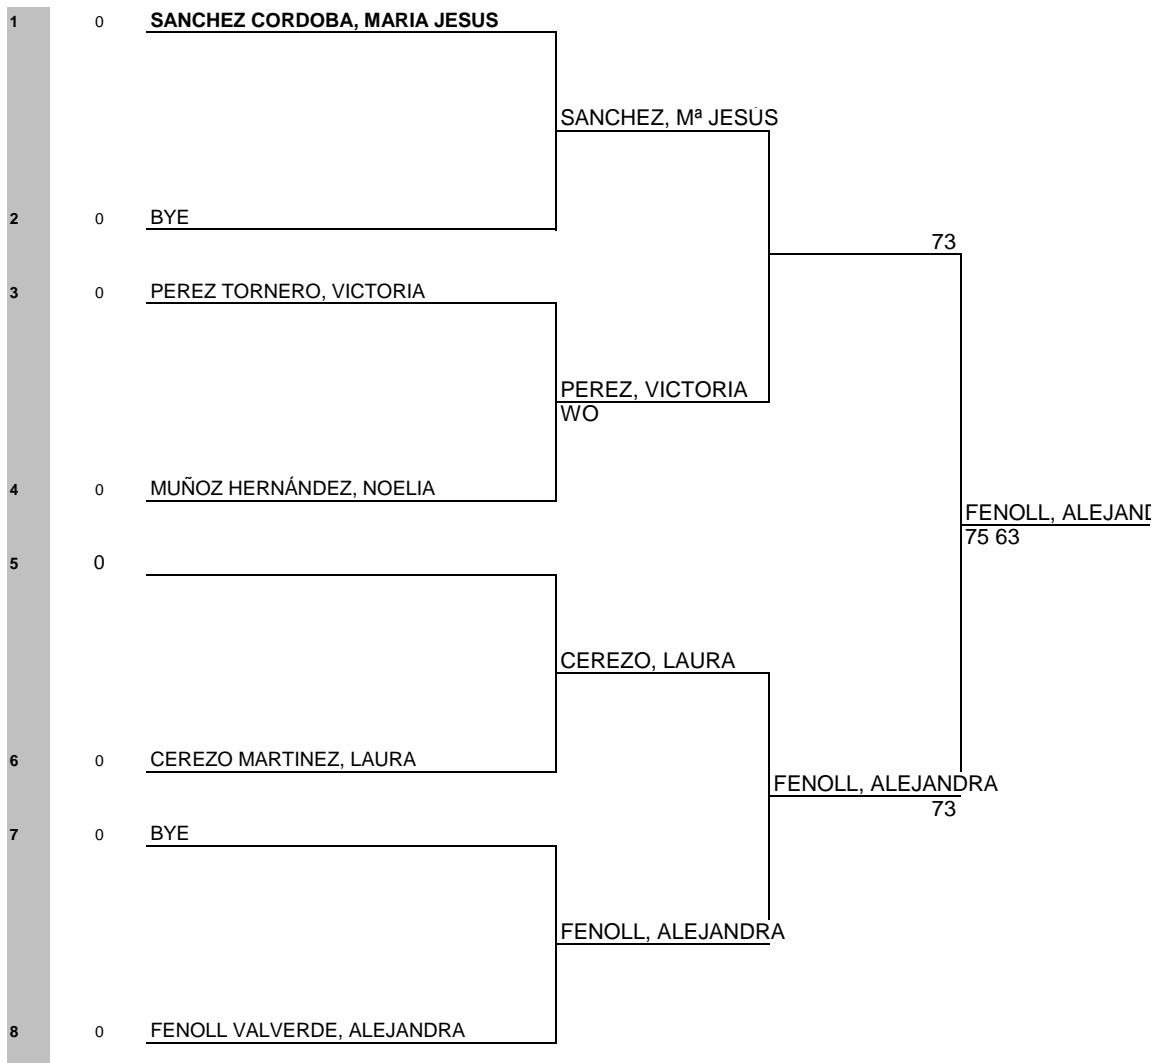 1 0 SANCHEZ CORDOBA, MARIA JESUS
SANCHEZ, Mª JESÚS
2 0 BYE
73
3 0 PEREZ TORNERO, VICTORIA
PEREZ, VICTORIA
WO
4 0 MUÑOZ HERNÁNDEZ, NOELIA
FENOLL, ALEJAND
75 63
5 0
CEREZO, LAURA
6 0 CEREZO MARTINEZ, LAURA
FENOLL, ALEJANDRA
73
7 0 BYE
FENOLL, ALEJANDRA
8 0 FENOLL VALVERDE, ALEJANDRA